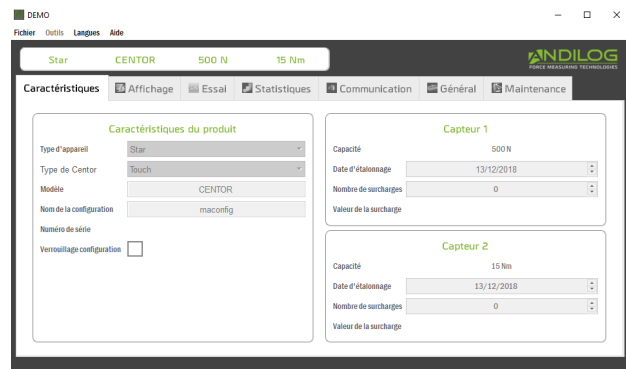 DEMO
Fichier Outils Langues Aide
Star CENTOR 500 N 15 Nm
ANDILOG
FORCE MEASURING TECHNOLOGIES
Caractéristiques Affichage Essai Statistiques Communication Général Maintenance
Caractéristiques du produit
Type d'appareil Star
Type de Centor Touch
Modèle CENTOR
Nom de la configuration maconfig
Numéro de série
Verrouillage configuration
Capteur 1
Capacité 500 N
Date d'étalonnage 13/12/2018
Nombre de surcharges 0
Valeur de la surcharge
Capteur 2
Capacité 15 Nm
Date d'étalonnage 13/12/2018
Nombre de surcharges 0
Valeur de la surcharge